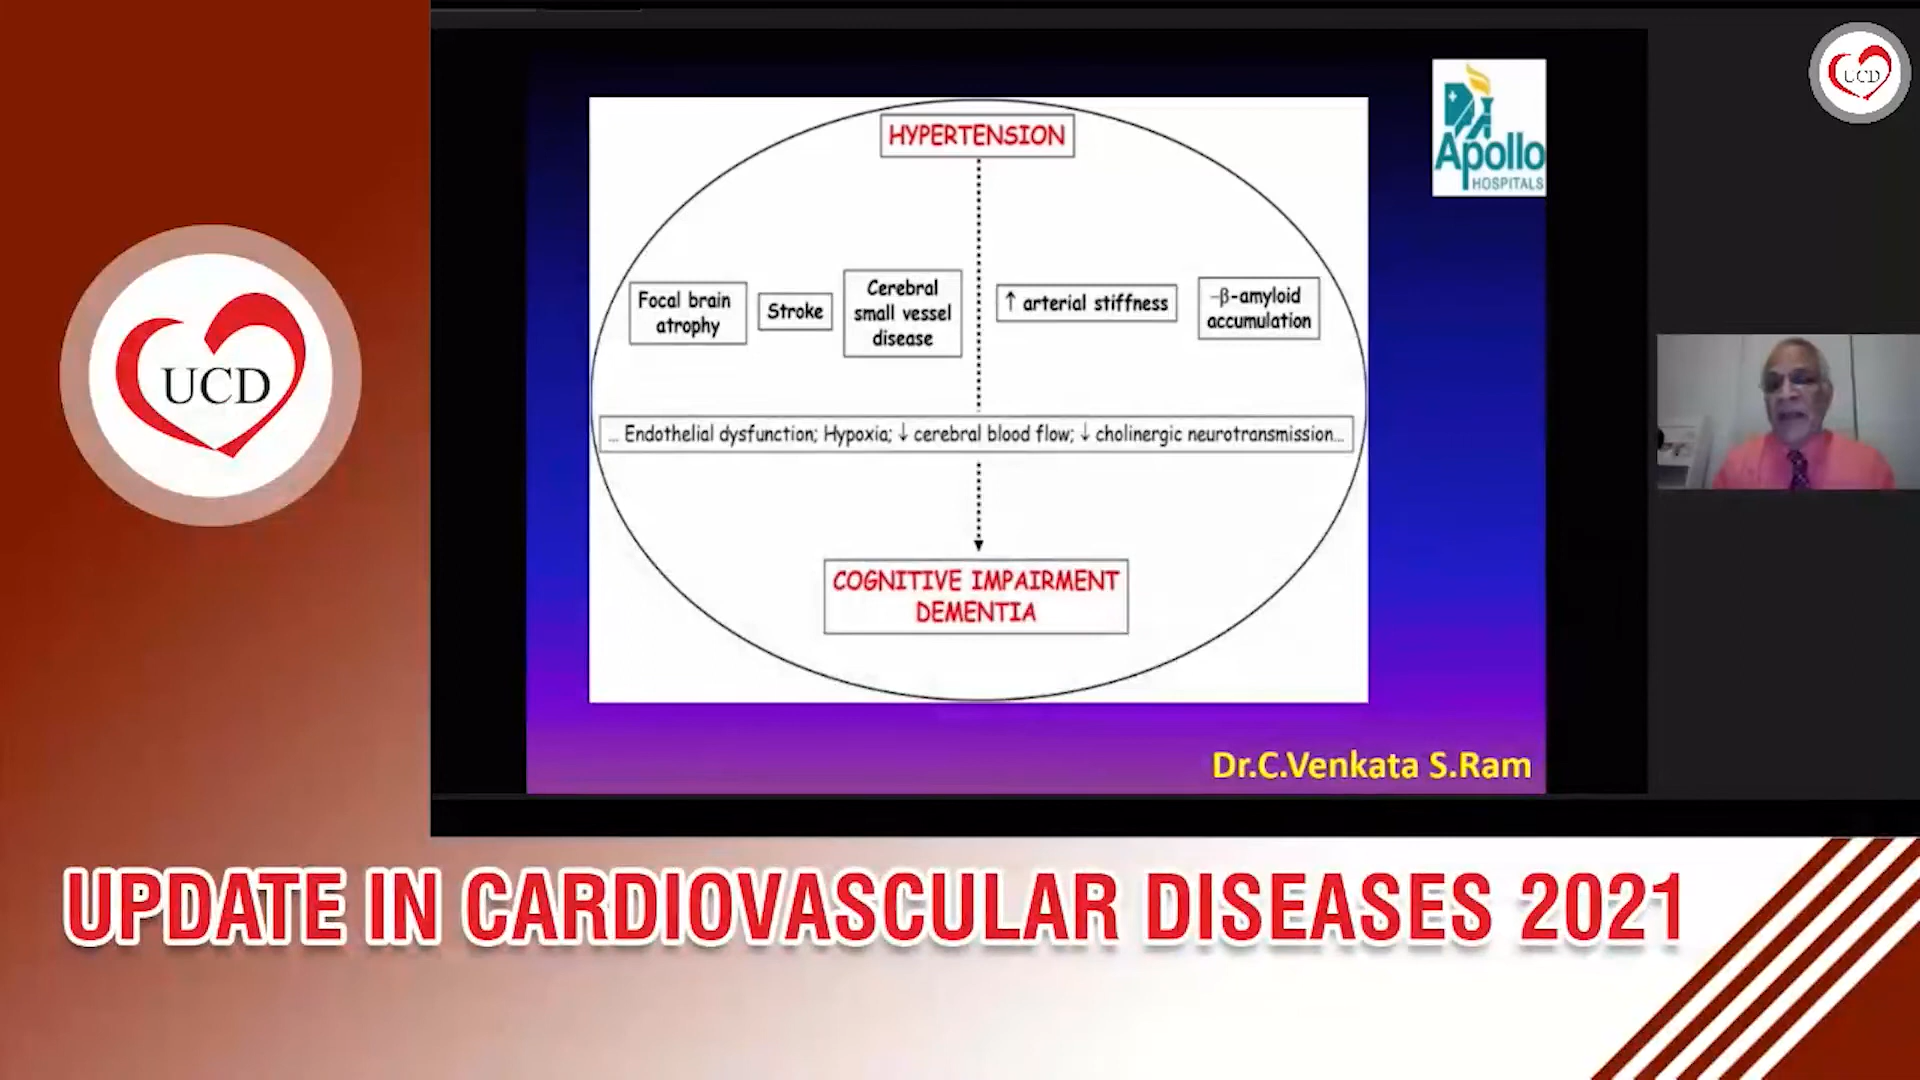 UCD
HYPERTENSION
Focal brain
atrophy
Stroke
Cerebral
small vessel
disease
↑ arterial stiffness
-β-amyloid
accumulation
... Endothelial dysfunction; Hypoxia; ↓ cerebral blood flow; ↓ cholinergic neurotransmission...
COGNITIVE IMPAIRMENT
DEMENTIA
Apollo
HOSPITALS
UCD
Dr.C.Venkata S.Ram
UPDATE IN CARDIOVASCULAR DISEASES 2021